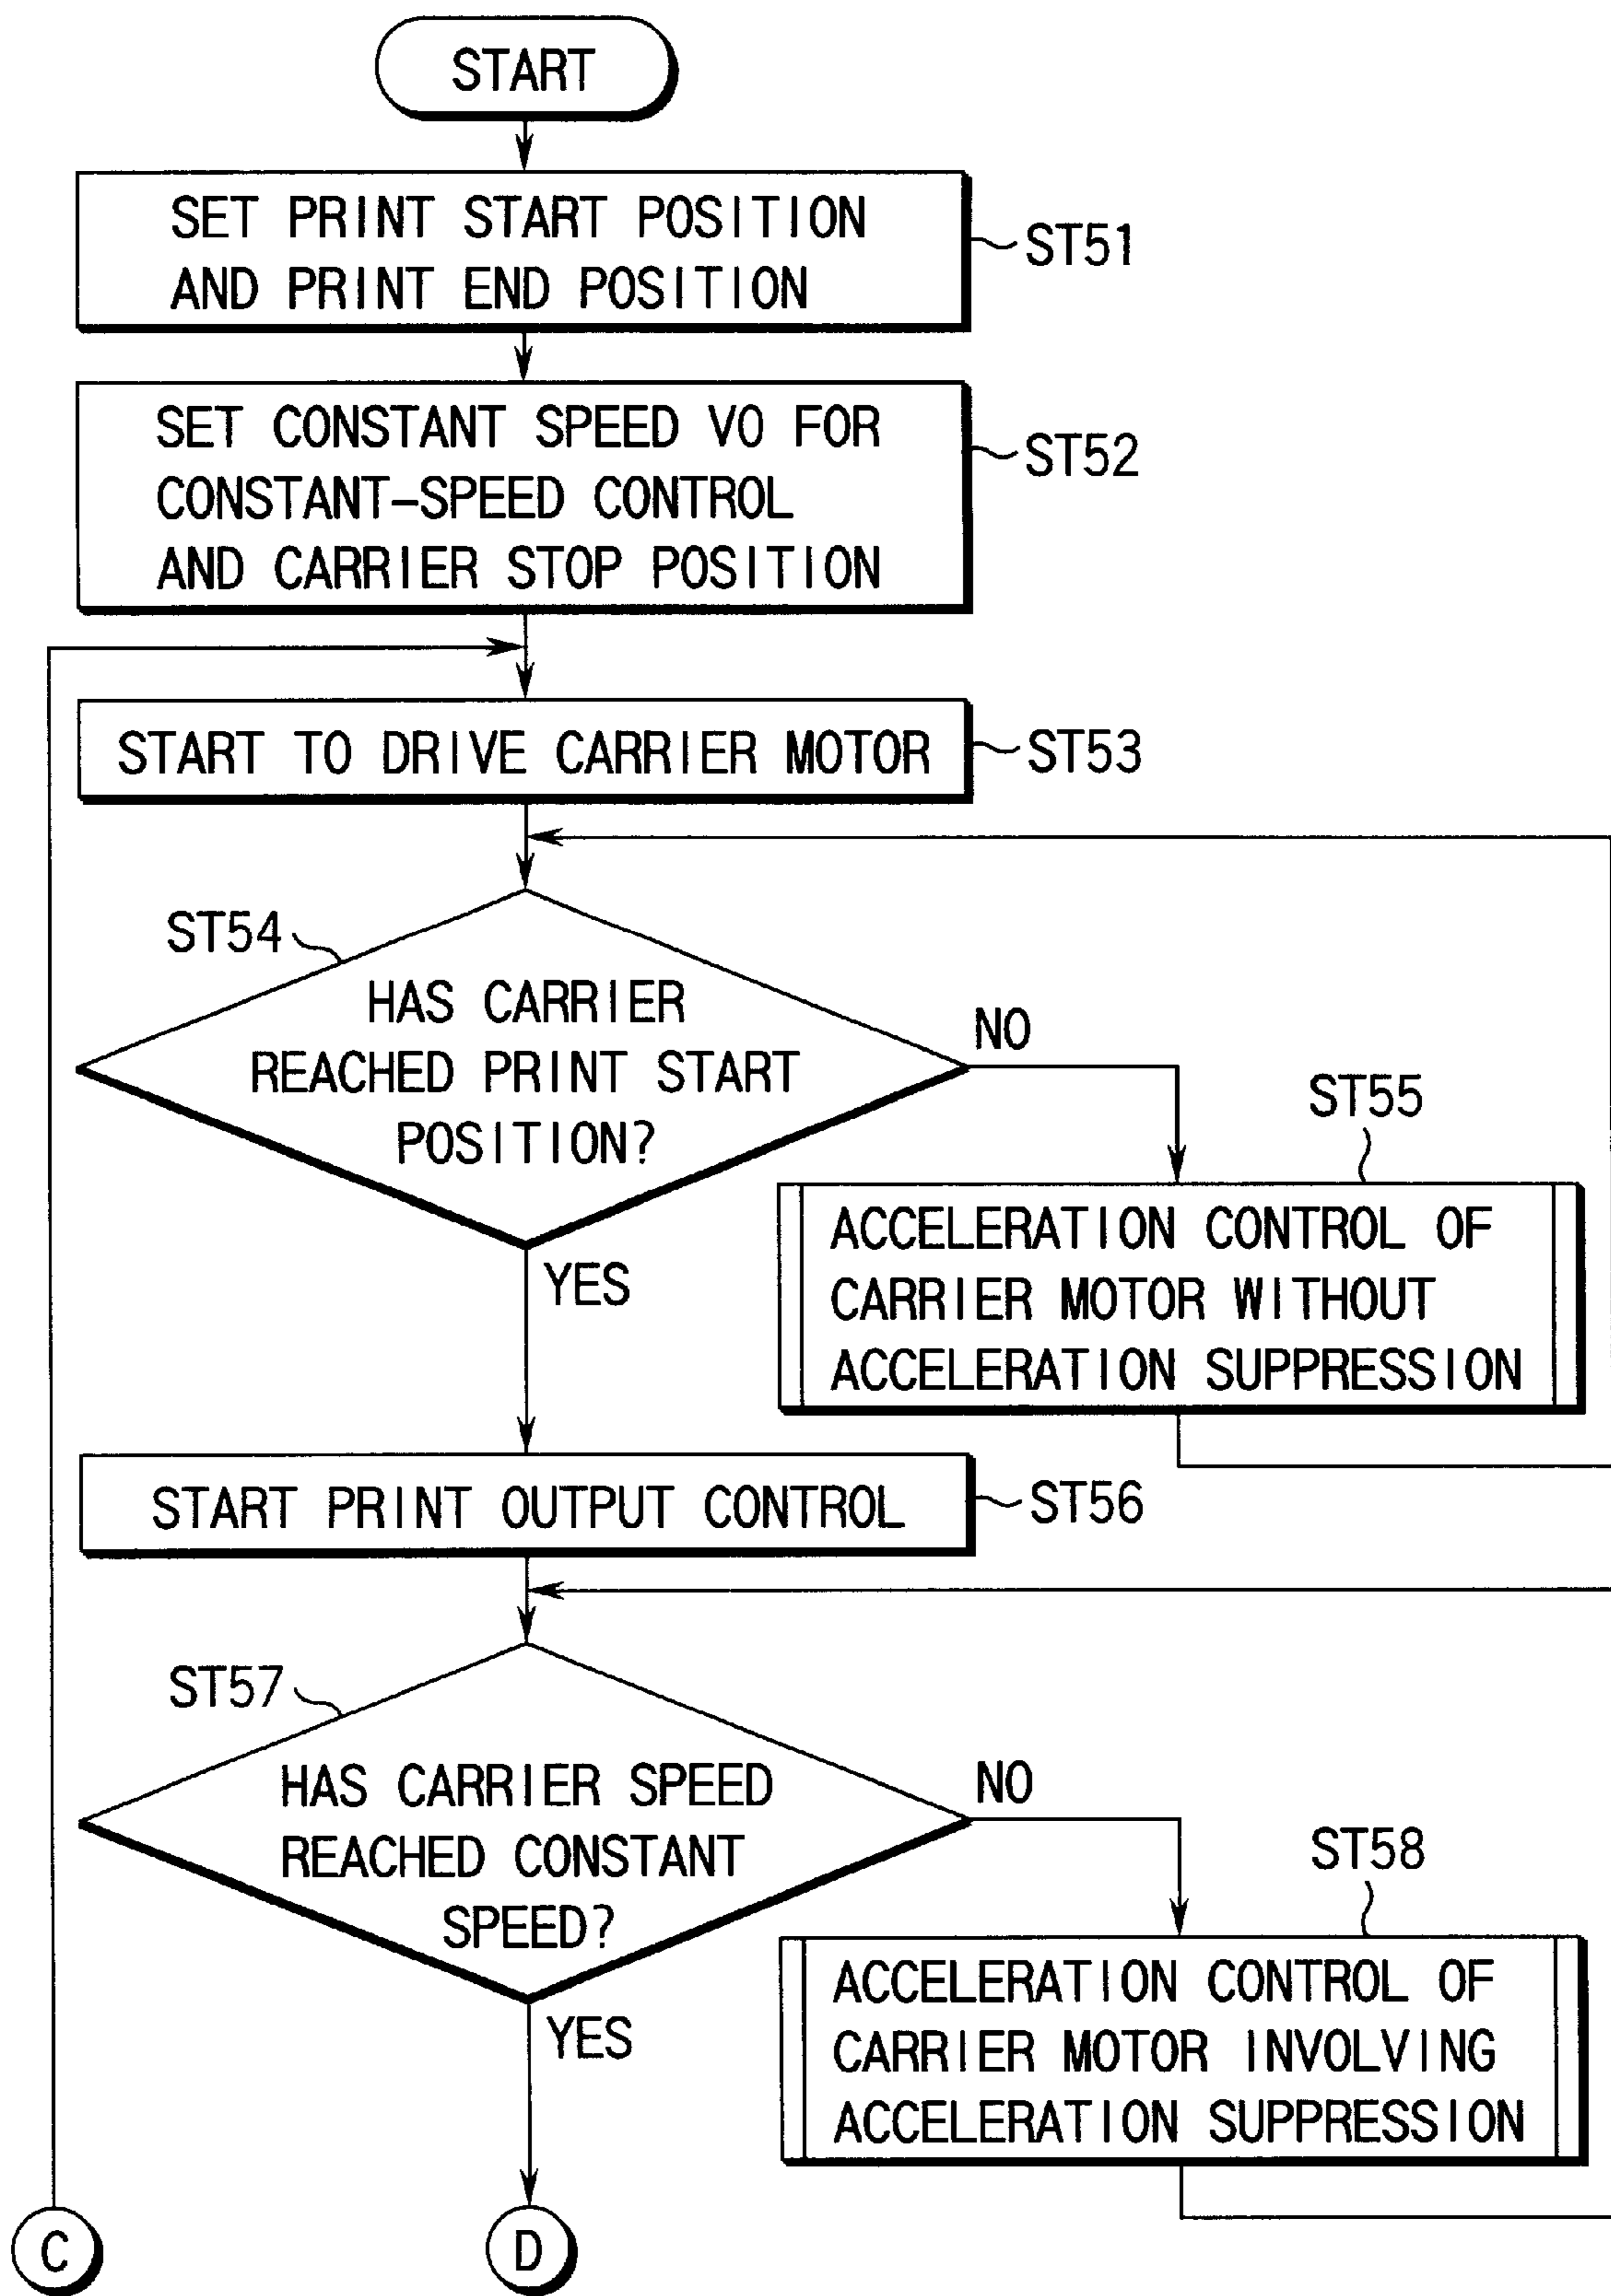 START
SET PRINT START POSITION
AND PRINT END POSITION
ST51
SET CONSTANT SPEED VO FOR
CONSTANT-SPEED CONTROL
AND CARRIER STOP POSITION
ST52
START TO DRIVE CARRIER MOTOR
ST53
ST54
HAS CARRIER
REACHED PRINT START
POSITION?
NO
YES
ST55
ACCELERATION CONTROL OF
CARRIER MOTOR WITHOUT
ACCELERATION SUPPRESSION
START PRINT OUTPUT CONTROL
ST56
ST57
HAS CARRIER SPEED
REACHED CONSTANT
SPEED?
NO
YES
ST58
ACCELERATION CONTROL OF
CARRIER MOTOR INVOLVING
ACCELERATION SUPPRESSION
C
D